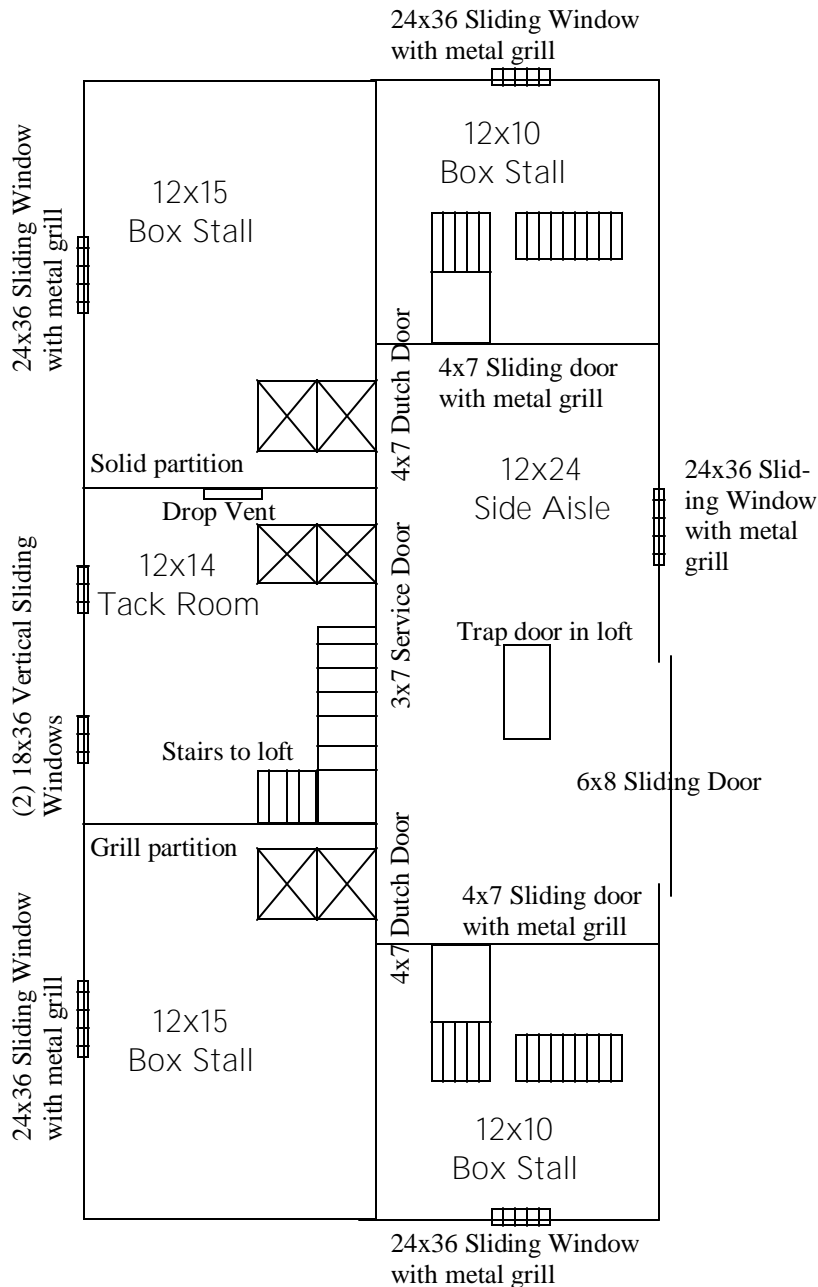 24x36 Sliding Window
with metal grill
12x10
Box Stall
12x15
Box Stall
24x36 Sliding Window
with metal grill
4x7 Dutch Door
4x7 Sliding door
with metal grill
Solid partition
12x24
Side Aisle
24x36 Slid-
ing Window
with metal
grill
Drop Vent
12x14
Tack Room
3x7 Service Door
(2) 18x36 Vertical Sliding
Windows
Trap door in loft
Stairs to loft
6x8 Sliding Door
Grill partition
4x7 Dutch Door
4x7 Sliding door
with metal grill
24x36 Sliding Window
with metal grill
12x15
Box Stall
12x10
Box Stall
24x36 Sliding Window
with metal grill